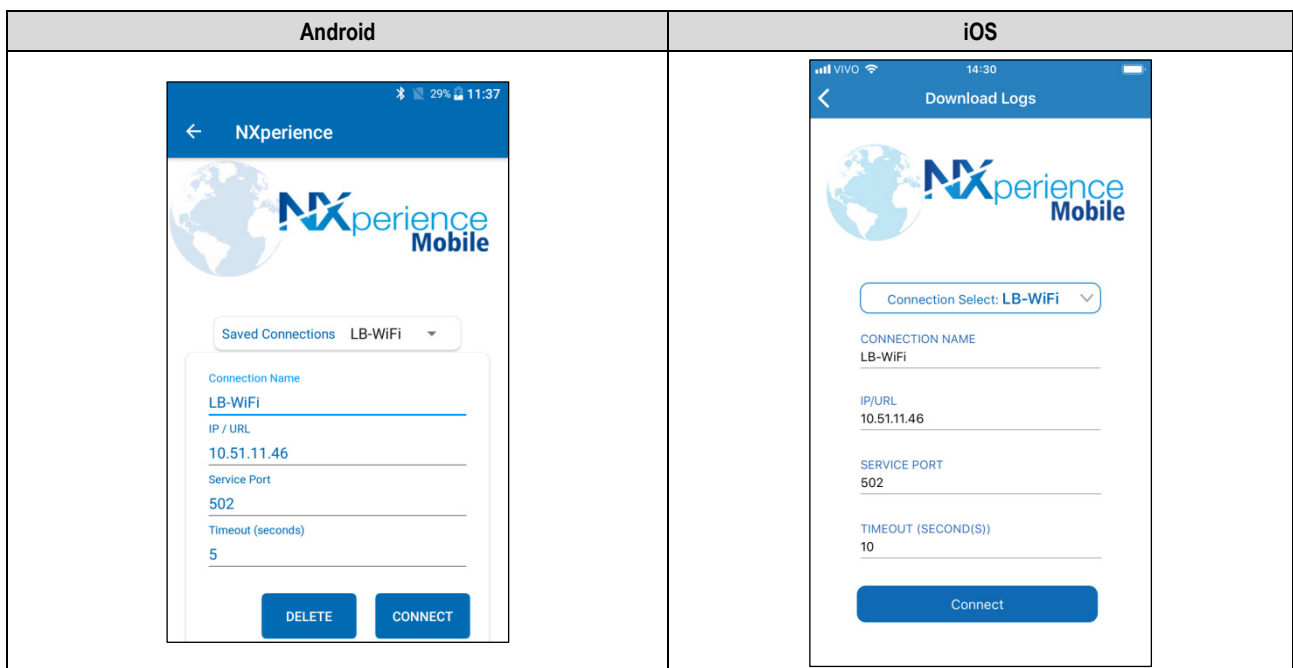 Android
iOS
29% 11:37
NXperience
NXperience
Mobile
Saved Connections LB-WiFi
Connection Name
LB-WiFi
IP / URL
10.51.11.46
Service Port
502
Timeout (seconds)
5
DELETE CONNECT
VIVO 14:30
Download Logs
NXperience
Mobile
Connection Select: LB-WiFi
CONNECTION NAME
LB-WiFi
IP/URL
10.51.11.46
SERVICE PORT
502
TIMEOUT (SECOND(S))
10
Connect